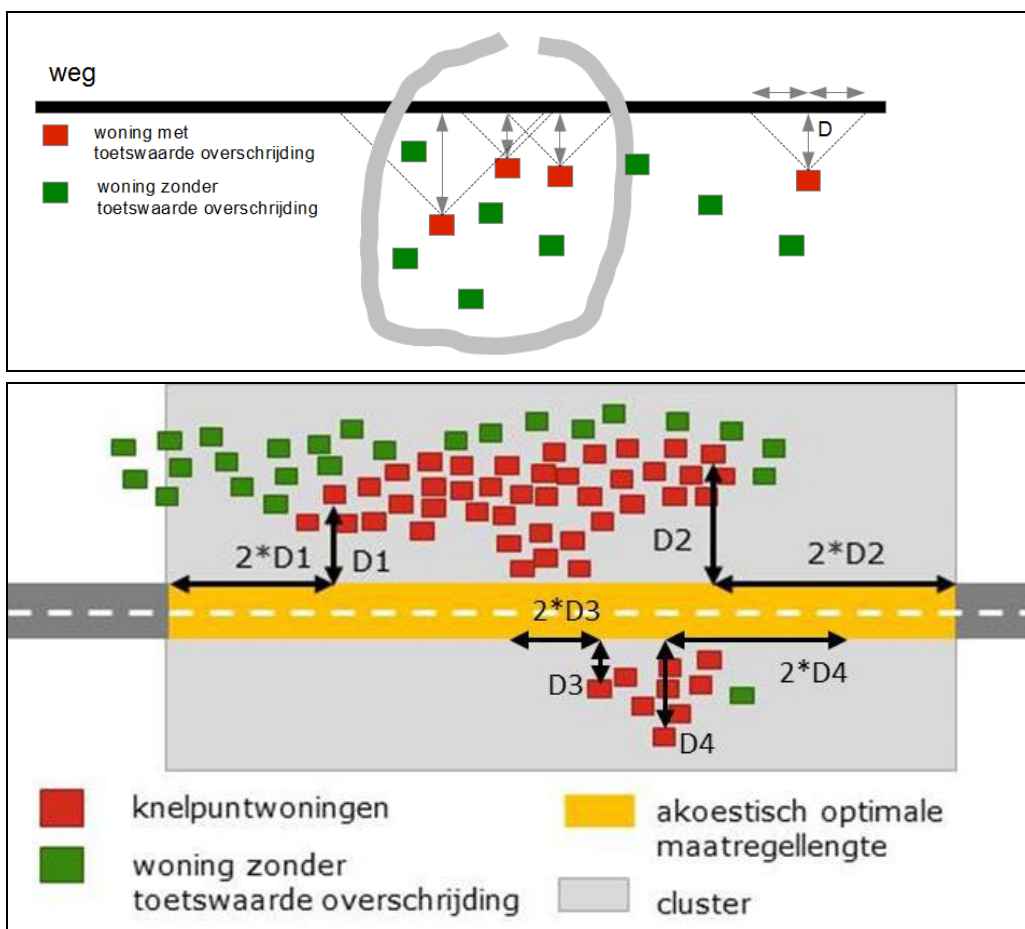 weg
woning met
toetswaarde overschrijding
woning zonder
toetswaarde overschrijding
D
2*D1
D1
D2
2*D2
2*D3
D3
2*D4
D4
knelpuntwoningen
woning zonder
toetswaarde overschrijding
akoestisch optimale
maatregellengte
cluster